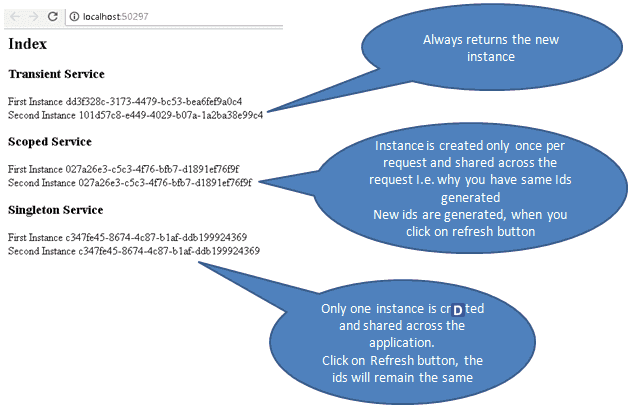 localhost:50297
Index
Transient Service
First Instance dd3f328c-3173-4479-bc53-bea6fef9a0c4
Second Instance 101d57c8-e449-4029-b07a-1a2ba38e99c4
Always returns the new
instance
Scoped Service
First Instance 027a26e3-c5c3-4f76-bfb7-d1891ef76f9f
Second Instance 027a26e3-c5c3-4f76-bfb7-d1891ef76f9f
Instance is created only once per
request and shared across the
request I.e. why you have same Ids
generated
New ids are generated, when you
click on refresh button
Singleton Service
First Instance c347fe45-8674-4c87-b1af-ddb199924369
Second Instance c347fe45-8674-4c87-b1af-ddb199924369
Only one instance is cr D ted
and shared across the
application.
Click on Refresh button, the
ids will remain the same